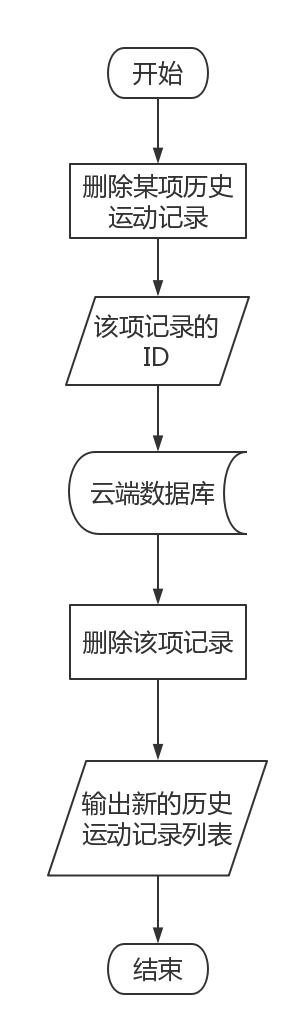 开始
删除某项历史
运动记录
该项记录的
ID
云端数据库
删除该项记录
输出新的历史
运动记录列表
结束